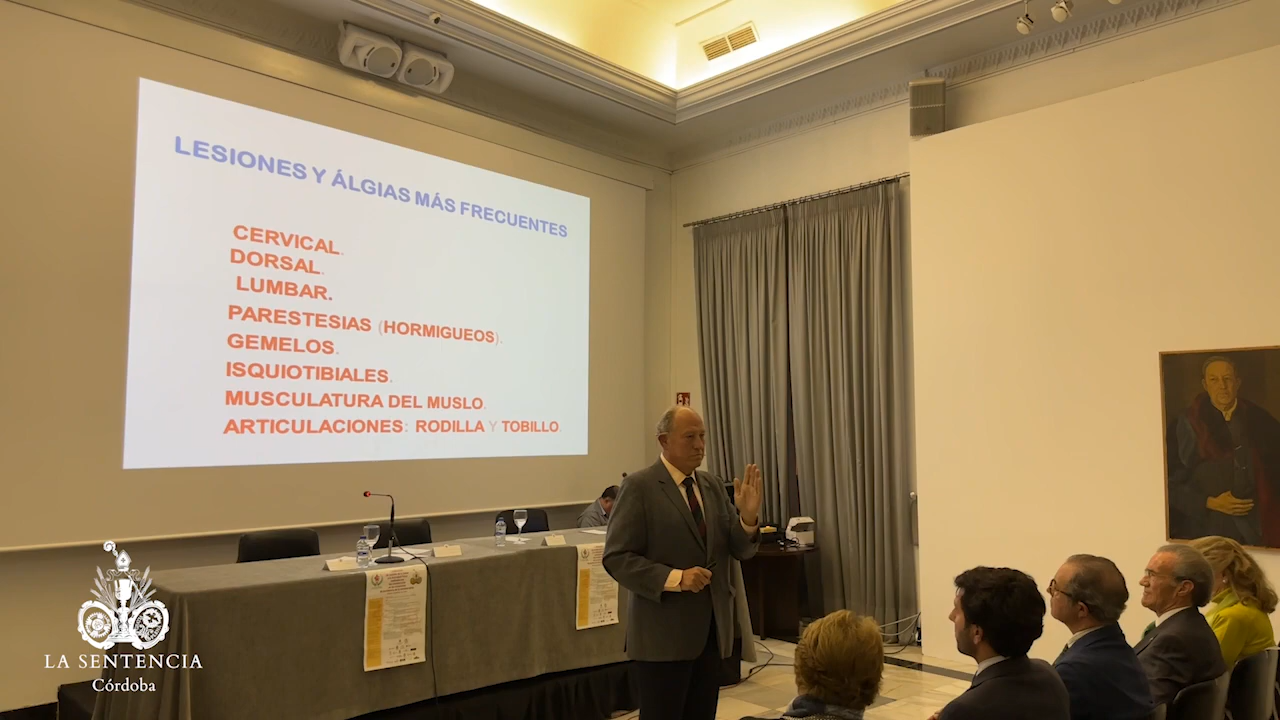 LESIONES Y ÁLGIAS MÁS FRECUENTES
CERVICAL.
DORSAL.
LUMBAR.
PARESTESIAS (HORMIGUEOS).
GEMELOS.
ISQUIOTIBIALES.
MUSCULATURA DEL MUSLO.
ARTICULACIONES: RODILLA Y TOBILLO.
LA SENTENCIA
Córdoba